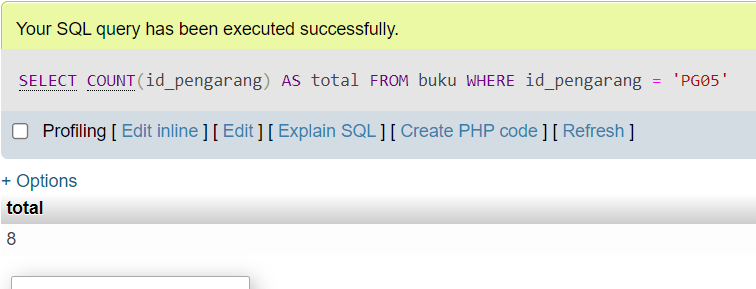 Your SQL query has been executed successfully.
SELECT COUNT(id_pengarang) AS total FROM buku WHERE id_pengarang = 'PG05'
Profiling [ Edit inline ] [ Edit ] [ Explain SQL ] [ Create PHP code ] [ Refresh ]
+ Options
total
8